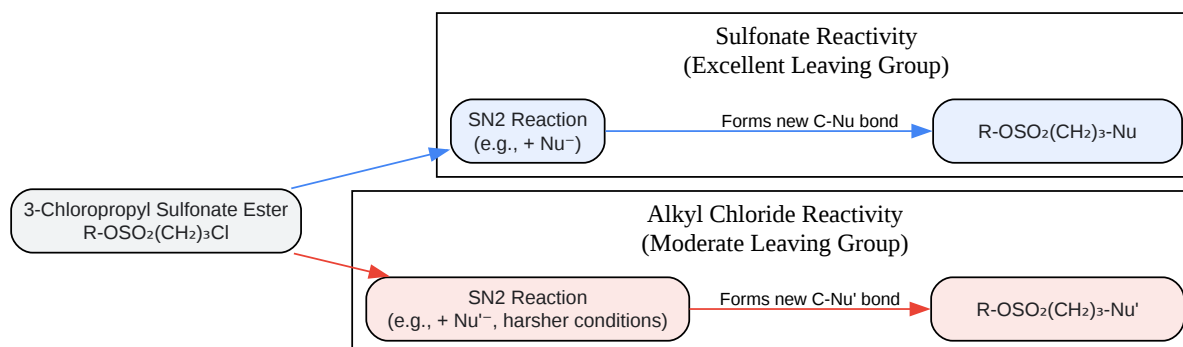 Sulfonate Reactivity
(Excellent Leaving Group)
SN2 Reaction
(e.g., + Nu⁻)
Forms new C-Nu bond
R-OSO₂(CH₂)₃-Nu
3-Chloropropyl Sulfonate Ester
R-OSO₂(CH₂)₃Cl
Alkyl Chloride Reactivity
(Moderate Leaving Group)
SN2 Reaction
(e.g., + Nu'⁻, harsher conditions)
Forms new C-Nu' bond
R-OSO₂(CH₂)₃-Nu'